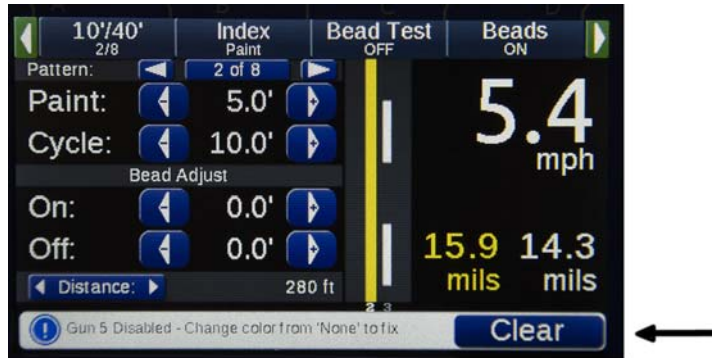 10'/40'
2/8
Index
Paint
Bead Test
OFF
Beads
ON
Pattern: 2 of 8
Paint: - 5.0' +
Cycle: - 10.0' +
Bead Adjust
On: - 0.0' +
Off: - 0.0' +
Distance: 280 ft
5.4
mph
15.9 14.3
mils mils
2 3
Gun 5 Disabled - Change color from 'None' to fix
Clear